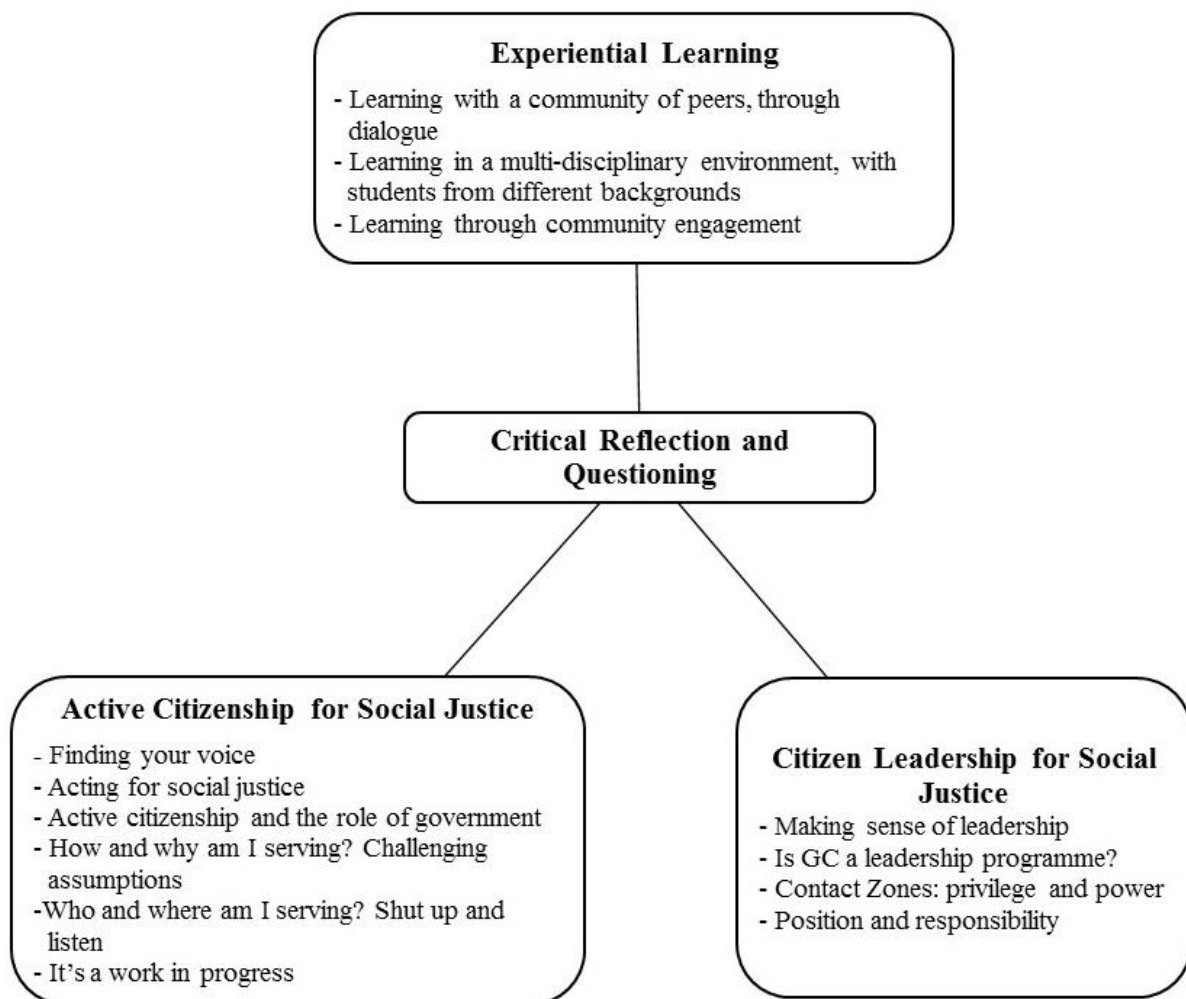 Experiential Learning
- Learning with a community of peers, through
dialogue
- Learning in a multi-disciplinary environment, with
students from different backgrounds
- Learning through community engagement
Critical Reflection and
Questioning
Active Citizenship for Social Justice
- Finding your voice
- Acting for social justice
- Active citizenship and the role of government
- How and why am I serving? Challenging
assumptions
-Who and where am I serving? Shut up and
listen
- It’s a work in progress
Citizen Leadership for Social
Justice
- Making sense of leadership
- Is GC a leadership programme?
- Contact Zones: privilege and power
- Position and responsibility